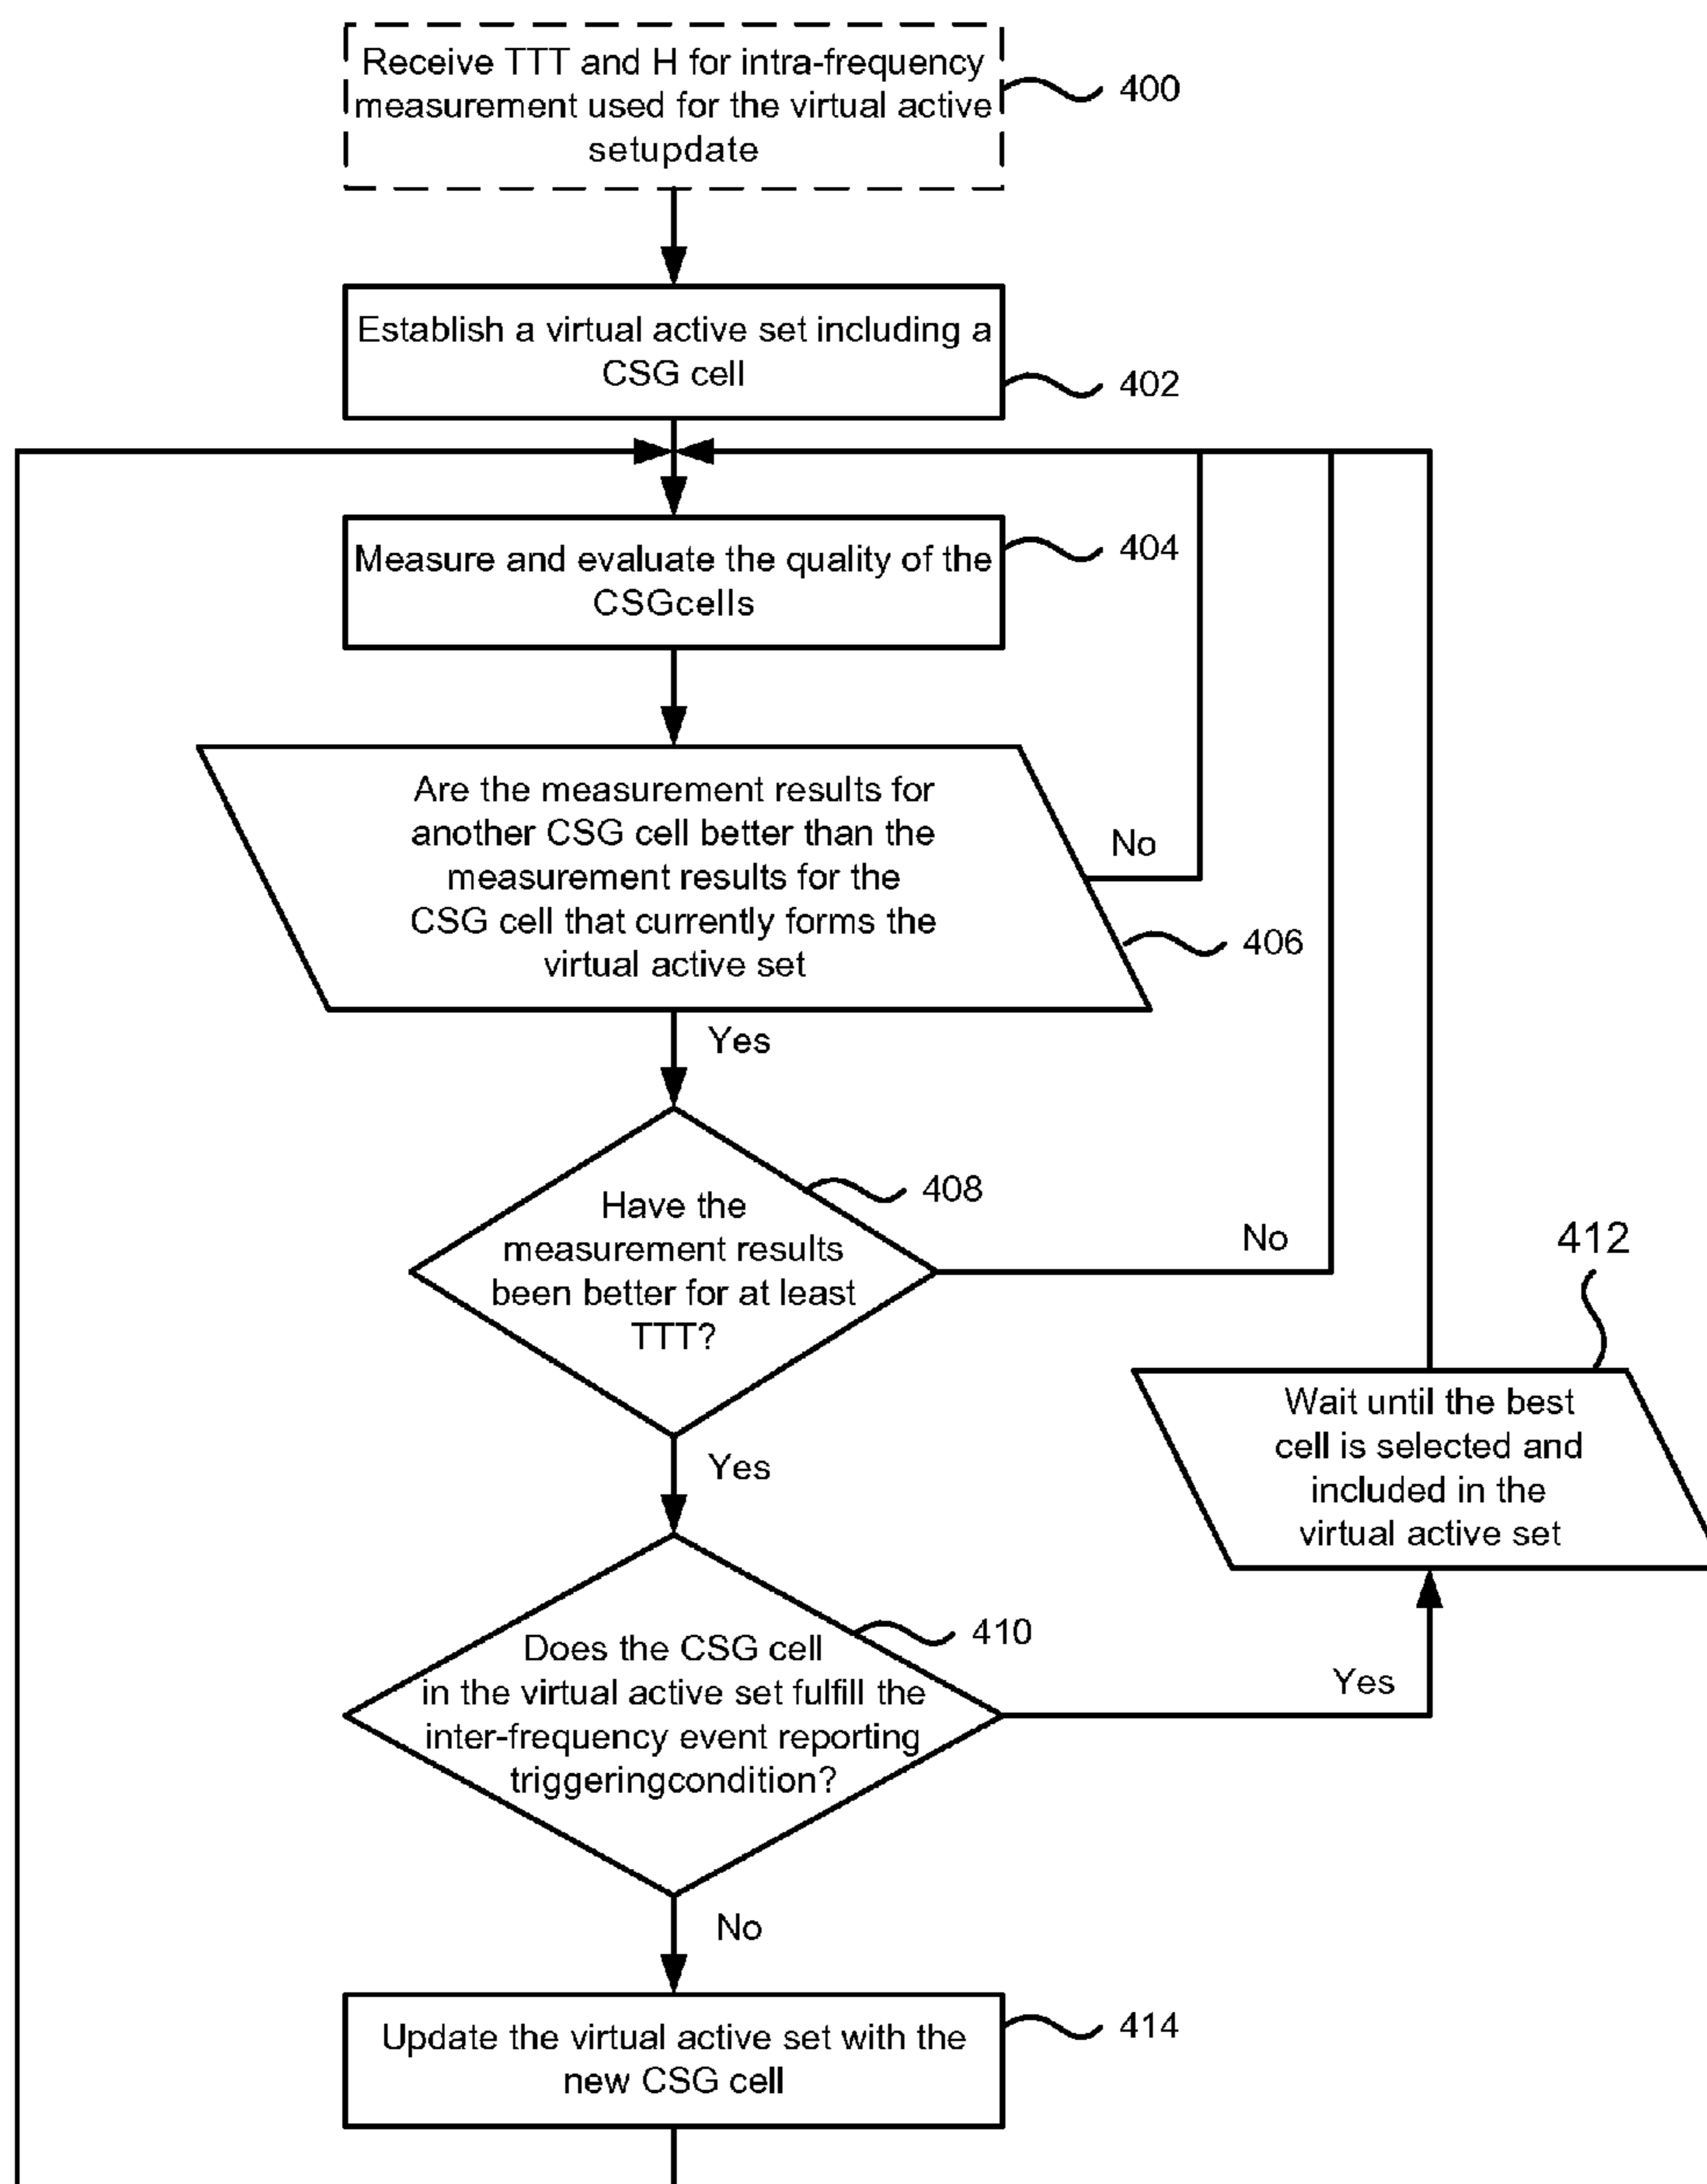 Receive TTT and H for intra-frequency
measurement used for the virtual active
setupdate
400
Establish a virtual active set including a
CSG cell
402
Measure and evaluate the quality of the
CSGcells
404
Are the measurement results for
another CSG cell better than the
measurement results for the
CSG cell that currently forms the
virtual active set
No
406
Yes
Have the
measurement results
been better for at least
TTT?
408
No
412
Wait until the best
cell is selected and
included in the
virtual active set
Yes
Does the CSG cell
in the virtual active set fulfill the
inter-frequency event reporting
triggeringcondition?
410
Yes
No
Update the virtual active set with the
new CSG cell
414